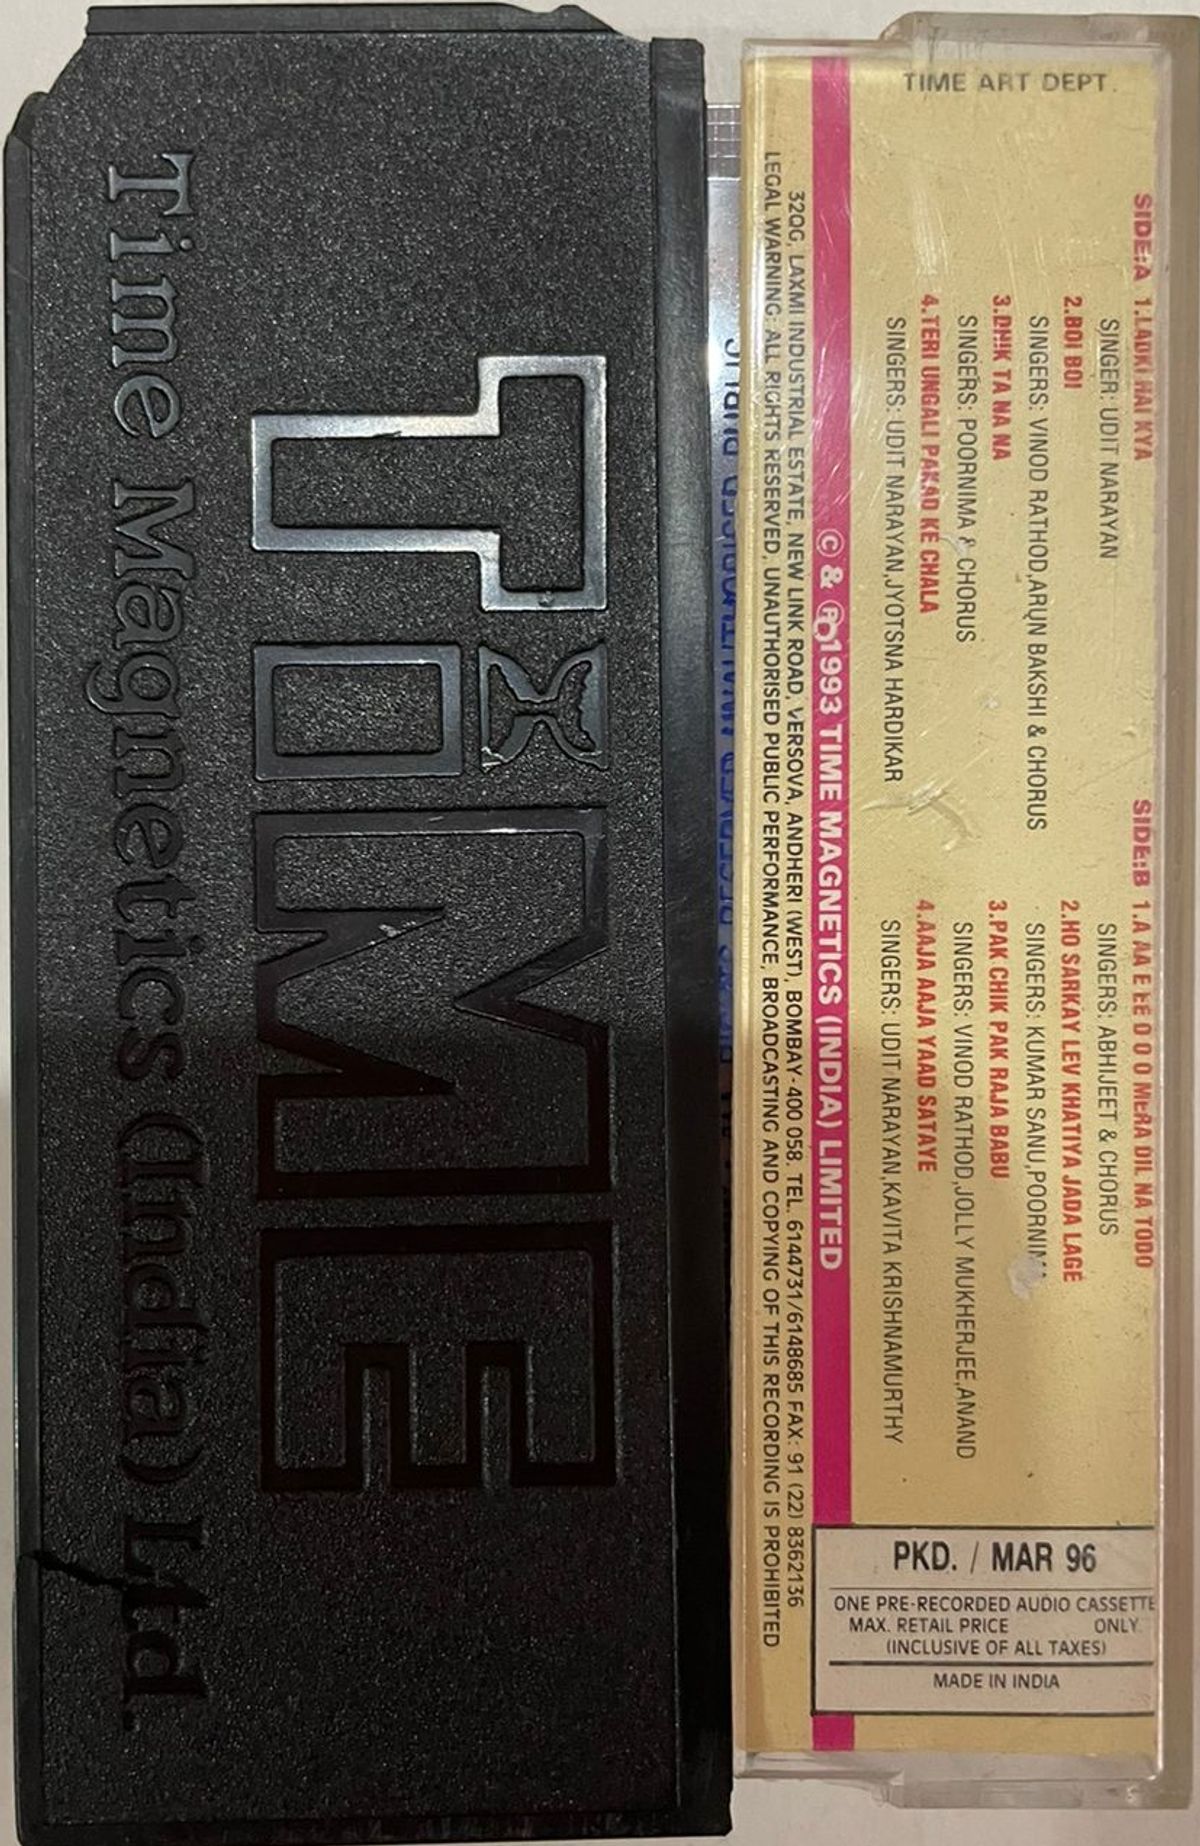 TIME
Time Magnetics (India) Ltd.
TIME ART DEPT.
SIDE:A 1.LADKI HAI KYA
SINGER: UDIT NARAYAN
2.BOI BOI
SINGERS: VINOD RATHOD,ARUN BAKSHI & CHORUS
3.DHIK TA NA NA
SINGERS: POORNIMA & CHORUS
4.TERI UNGALI PAKAD KE CHALA
SINGERS: UDIT NARAYAN,JYOTSNA HARDIKAR
SIDE:B 1.A AA E EE O O O MERA DIL NA TODO
SINGERS: ABHIJEET & CHORUS
2.HO SARKAY LEV KHATIYA JADA LAGE
SINGERS: KUMAR SANU,POORNIMA
3.PAK CHIK PAK RAJA BABU
SINGERS: VINOD RATHOD,JOLLY MUKHERJEE,ANAND
4.AAJA AAJA YAAD SATAYE
SINGERS: UDIT NARAYAN,KAVITA KRISHNAMURTHY
© & ℗ 1993 TIME MAGNETICS (INDIA) LIMITED
320G, LAXMI INDUSTRIAL ESTATE, NEW LINK ROAD, VERSOVA, ANDHERI (WEST), BOMBAY-400 058. TEL. 6144731/6148685 FAX: 91 (22) 8362136
LEGAL WARNING: ALL RIGHTS RESERVED, UNAUTHORISED PUBLIC PERFORMANCE, BROADCASTING AND COPYING OF THIS RECORDING IS PROHIBITED
PKD. / MAR 96
ONE PRE-RECORDED AUDIO CASSETTE
MAX. RETAIL PRICE ONLY.
(INCLUSIVE OF ALL TAXES)
MADE IN INDIA